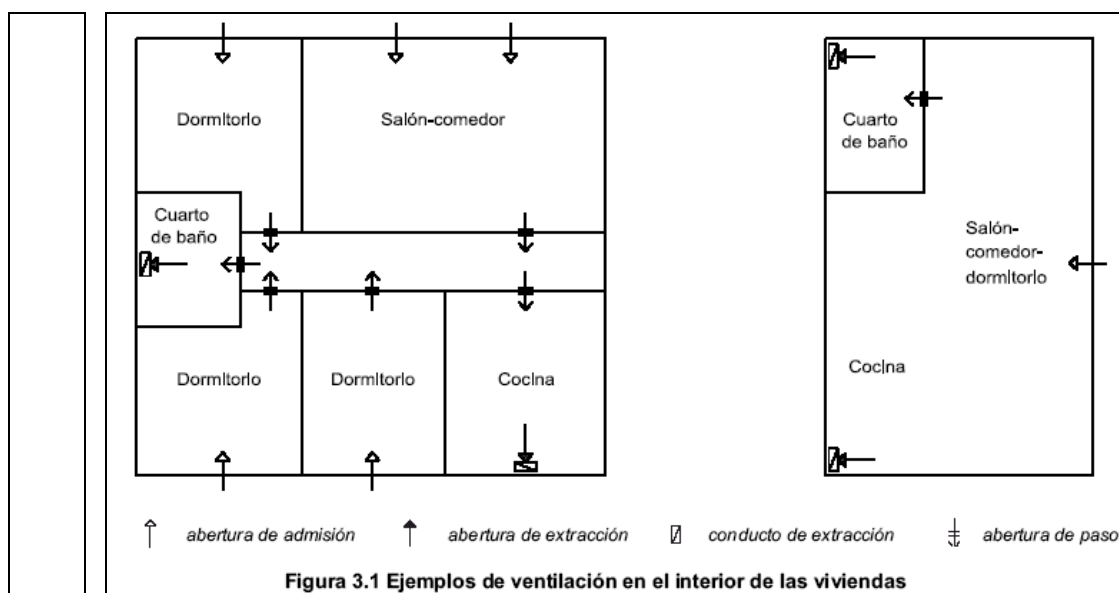 Dormitorio
Salón-comedor
Cuarto
de baño
Dormitorio
Dormitorio
Cocina
Cuarto
de baño
Salón-
comedor-
dormitorio
Cocina
abertura de admisión
abertura de extracción
conducto de extracción
abertura de paso
Figura 3.1 Ejemplos de ventilación en el interior de las viviendas